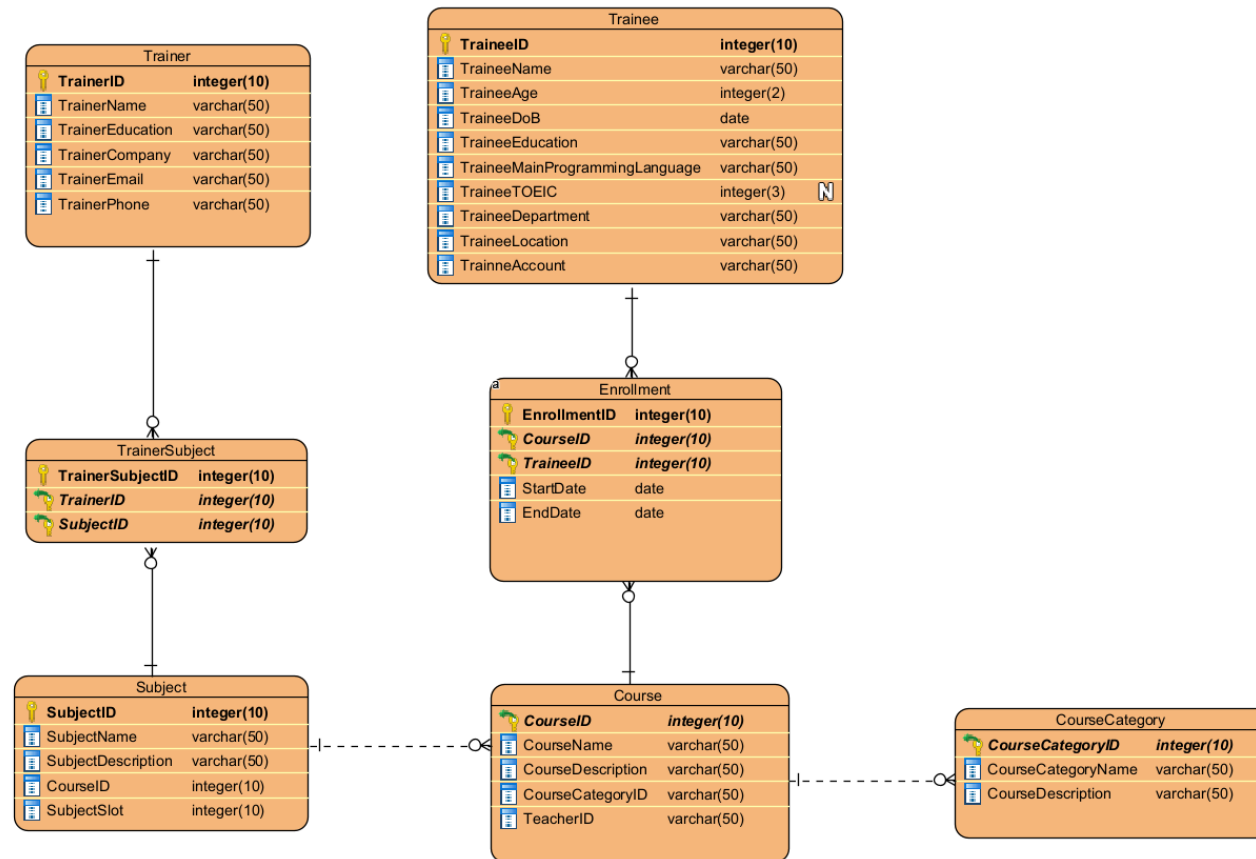 Trainer
TrainerID integer(10)
TrainerName varchar(50)
TrainerEducation varchar(50)
TrainerCompany varchar(50)
TrainerEmail varchar(50)
TrainerPhone varchar(50)
Trainee
TraineeID integer(10)
TraineeName varchar(50)
TraineeAge integer(2)
TraineeDoB date
TraineeEducation varchar(50)
TraineeMainProgrammingLanguage varchar(50)
TraineeTOEIC integer(3) N
TraineeDepartment varchar(50)
TraineeLocation varchar(50)
TrainneAccount varchar(50)
TrainerSubject
TrainerSubjectID integer(10)
TrainerID integer(10)
SubjectID integer(10)
a
Enrollment
EnrollmentID integer(10)
CourseID integer(10)
TraineeID integer(10)
StartDate date
EndDate date
Subject
SubjectID integer(10)
SubjectName varchar(50)
SubjectDescription varchar(50)
CourseID integer(10)
SubjectSlot integer(10)
Course
CourseID integer(10)
CourseName varchar(50)
CourseDescription varchar(50)
CourseCategoryID varchar(50)
TeacherID varchar(50)
CourseCategory
CourseCategoryID integer(10)
CourseCategoryName varchar(50)
CourseDescription varchar(50)